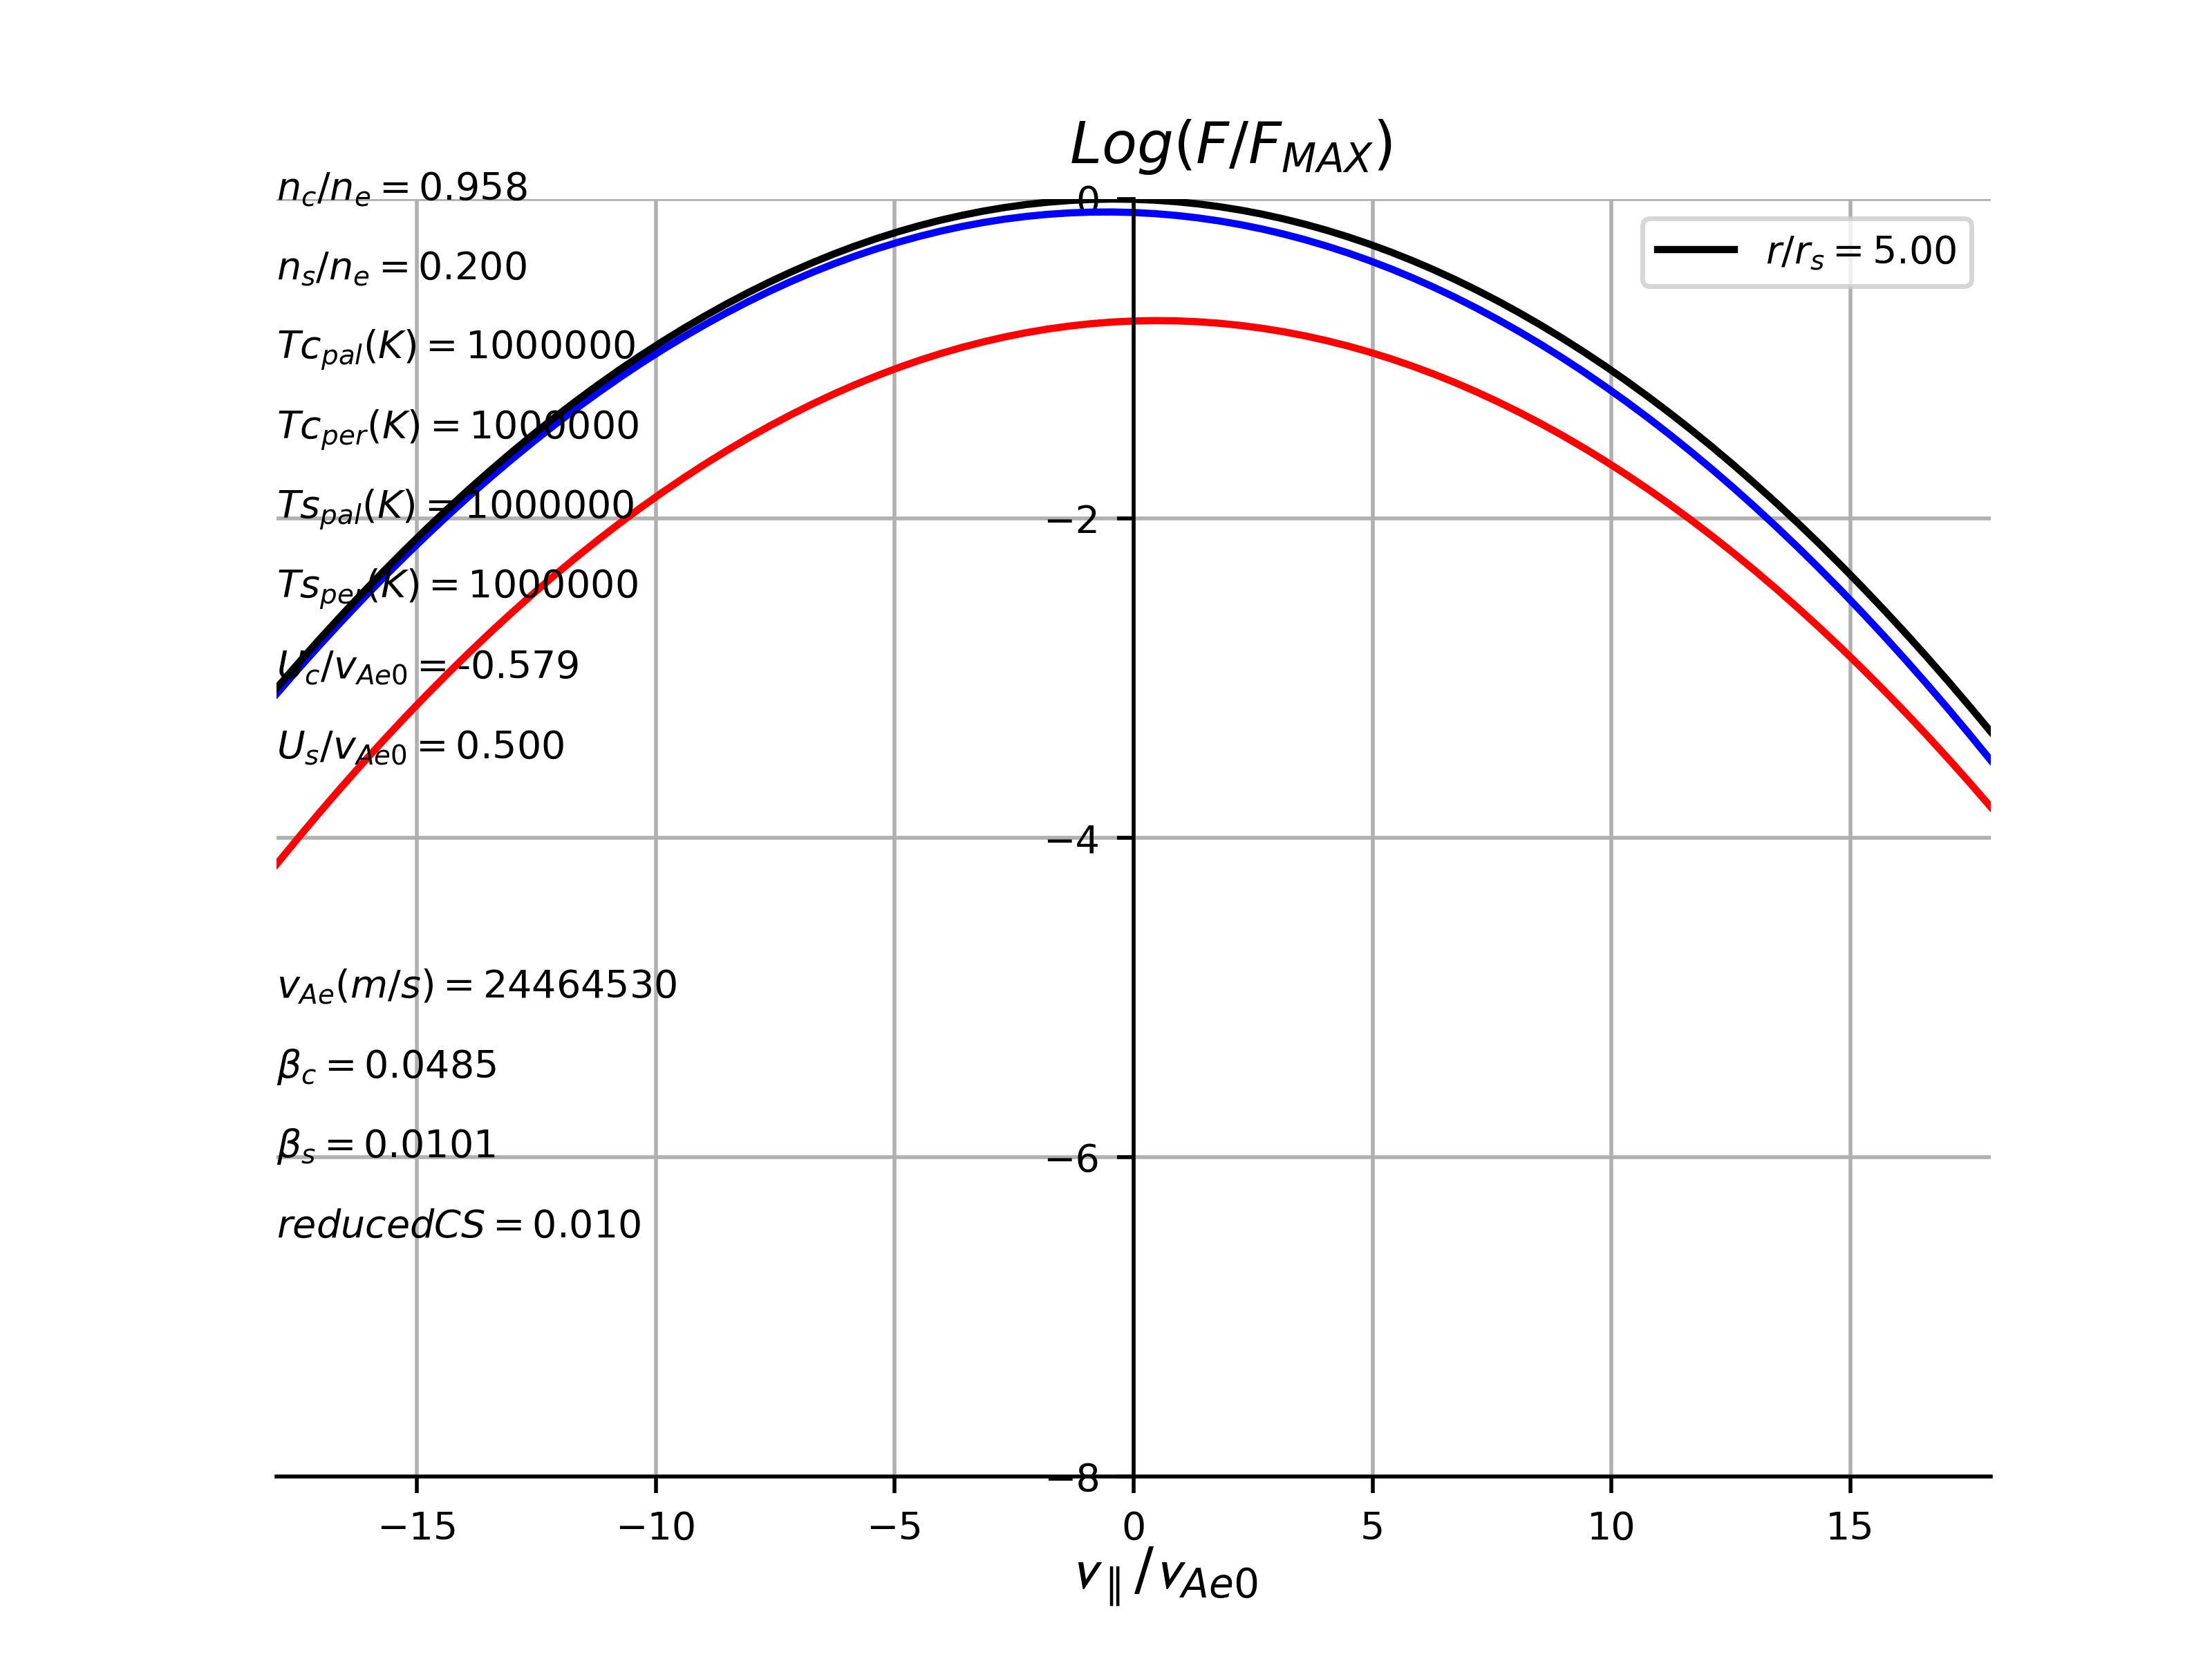 Log(F/F_MAX)
n_c/n_e = 0.958
n_s/n_e = 0.200
Tc_pal(K) = 1000000
Tc_per(K) = 1000000
Ts_pal(K) = 1000000
Ts_per(K) = 1000000
U_c/v_Ae0 = -0.579
U_s/v_Ae0 = 0.500
v_Ae(m/s) = 24464530
β_c = 0.0485
β_s = 0.0101
reducedCS = 0.010
r/r_s = 5.00
0
−2
−4
−6
−8
−15 −10 −5 0 5 10 15
v_∥/v_Ae0